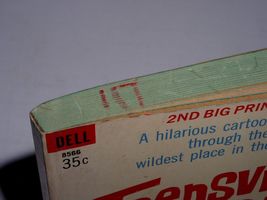 2ND BIG PRIN
DELL
8566
35c
A hilarious cartoo
through the
wildest place in the